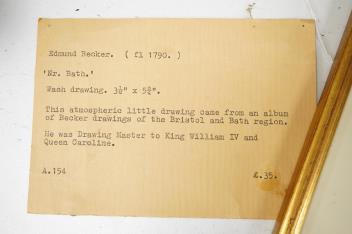 Edmund Becker. ( fl 1790. )
'Nr. Bath.'
Wash drawing. 3½" x 5¾".
This atmospheric little drawing came from an album
of Becker drawings of the Bristol and Bath region.
He was Drawing Master to King William IV and
Queen Caroline.
A.154 £.35.